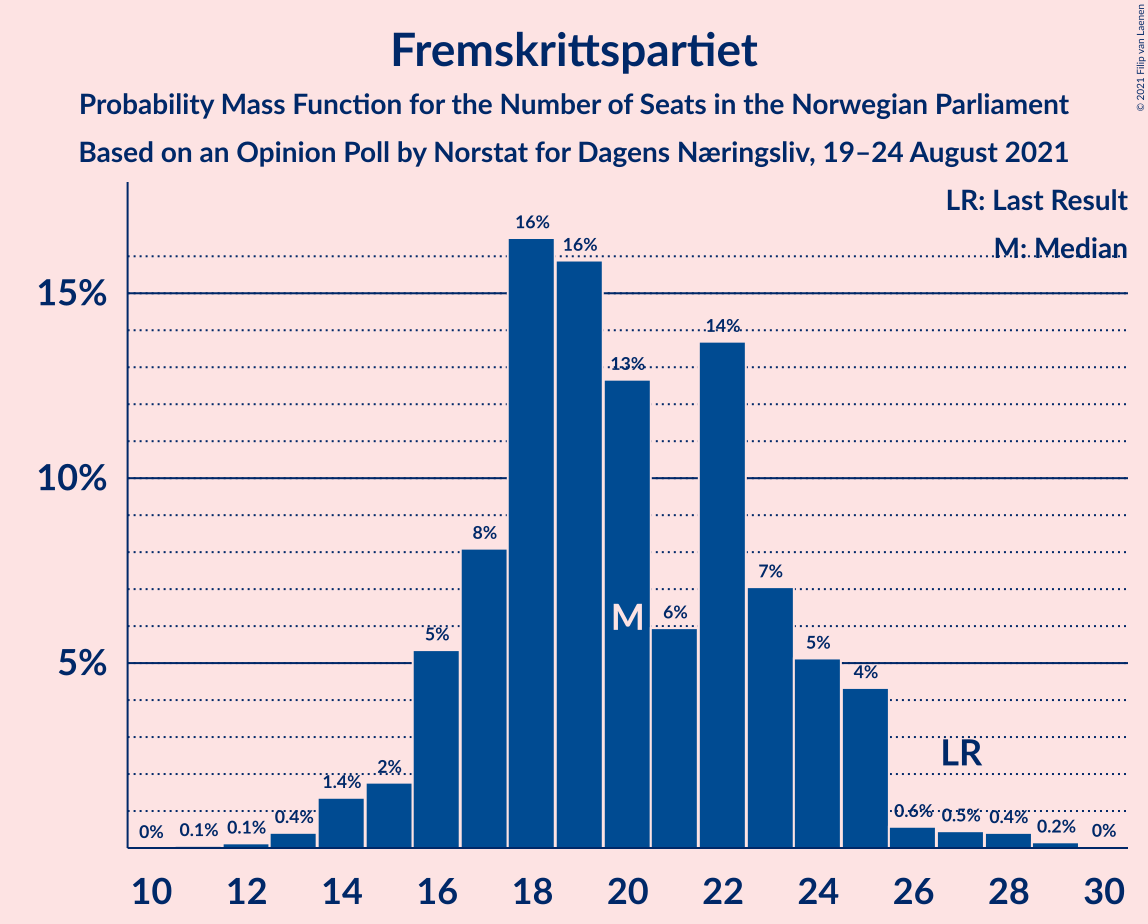 Fremskrittspartiet
Probability Mass Function for the Number of Seats in the Norwegian Parliament
Based on an Opinion Poll by Norstat for Dagens Næringsliv, 19–24 August 2021
© 2021 Filip van Laenen
LR: Last Result
M: Median
15%
10%
5%
0% 0.1% 0.1% 0.4% 1.4% 2% 5% 8% 16% 16% 13% 6% 14% 7% 5% 4% 0.6% 0.5% 0.4% 0.2% 0%
M
LR
10 12 14 16 18 20 22 24 26 28 30